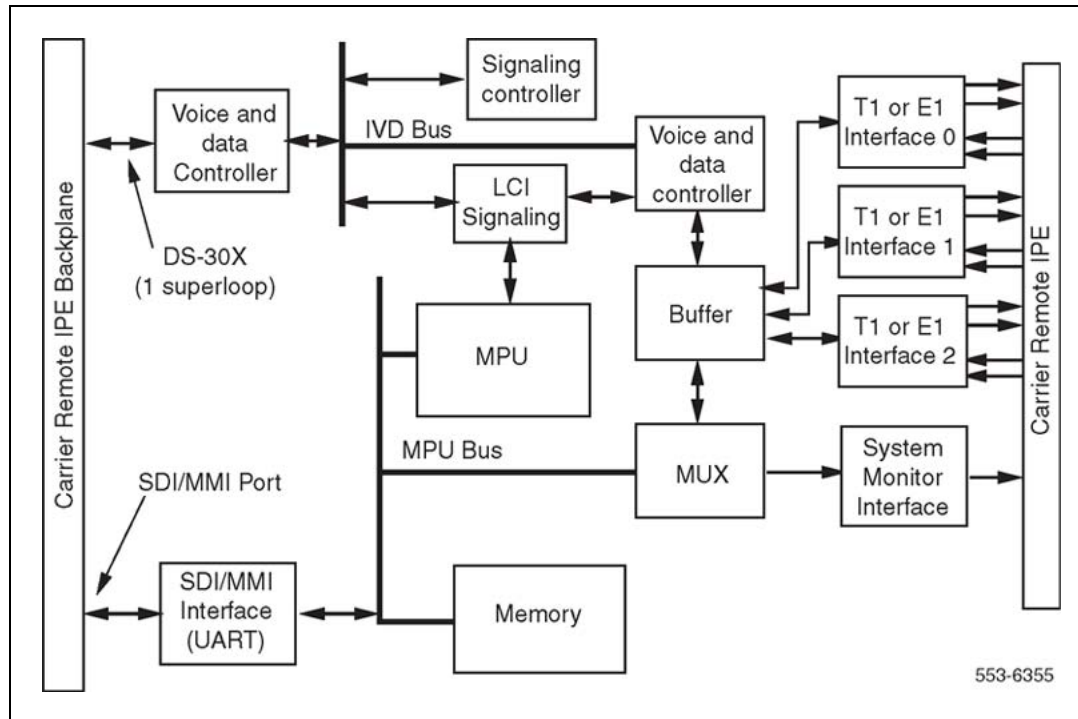 Carrier Remote IPE Backplane
Voice and
data
Controller
DS-30X
(1 superloop)
IVD Bus
Signaling
controller
LCI
Signaling
Voice and
data
controller
T1 or E1
Interface 0
T1 or E1
Interface 1
T1 or E1
Interface 2
Carrier Remote IPE
Buffer
MPU
MPU Bus
MUX
System
Monitor
Interface
SDI/MMI Port
SDI/MMI
Interface
(UART)
Memory
553-6355